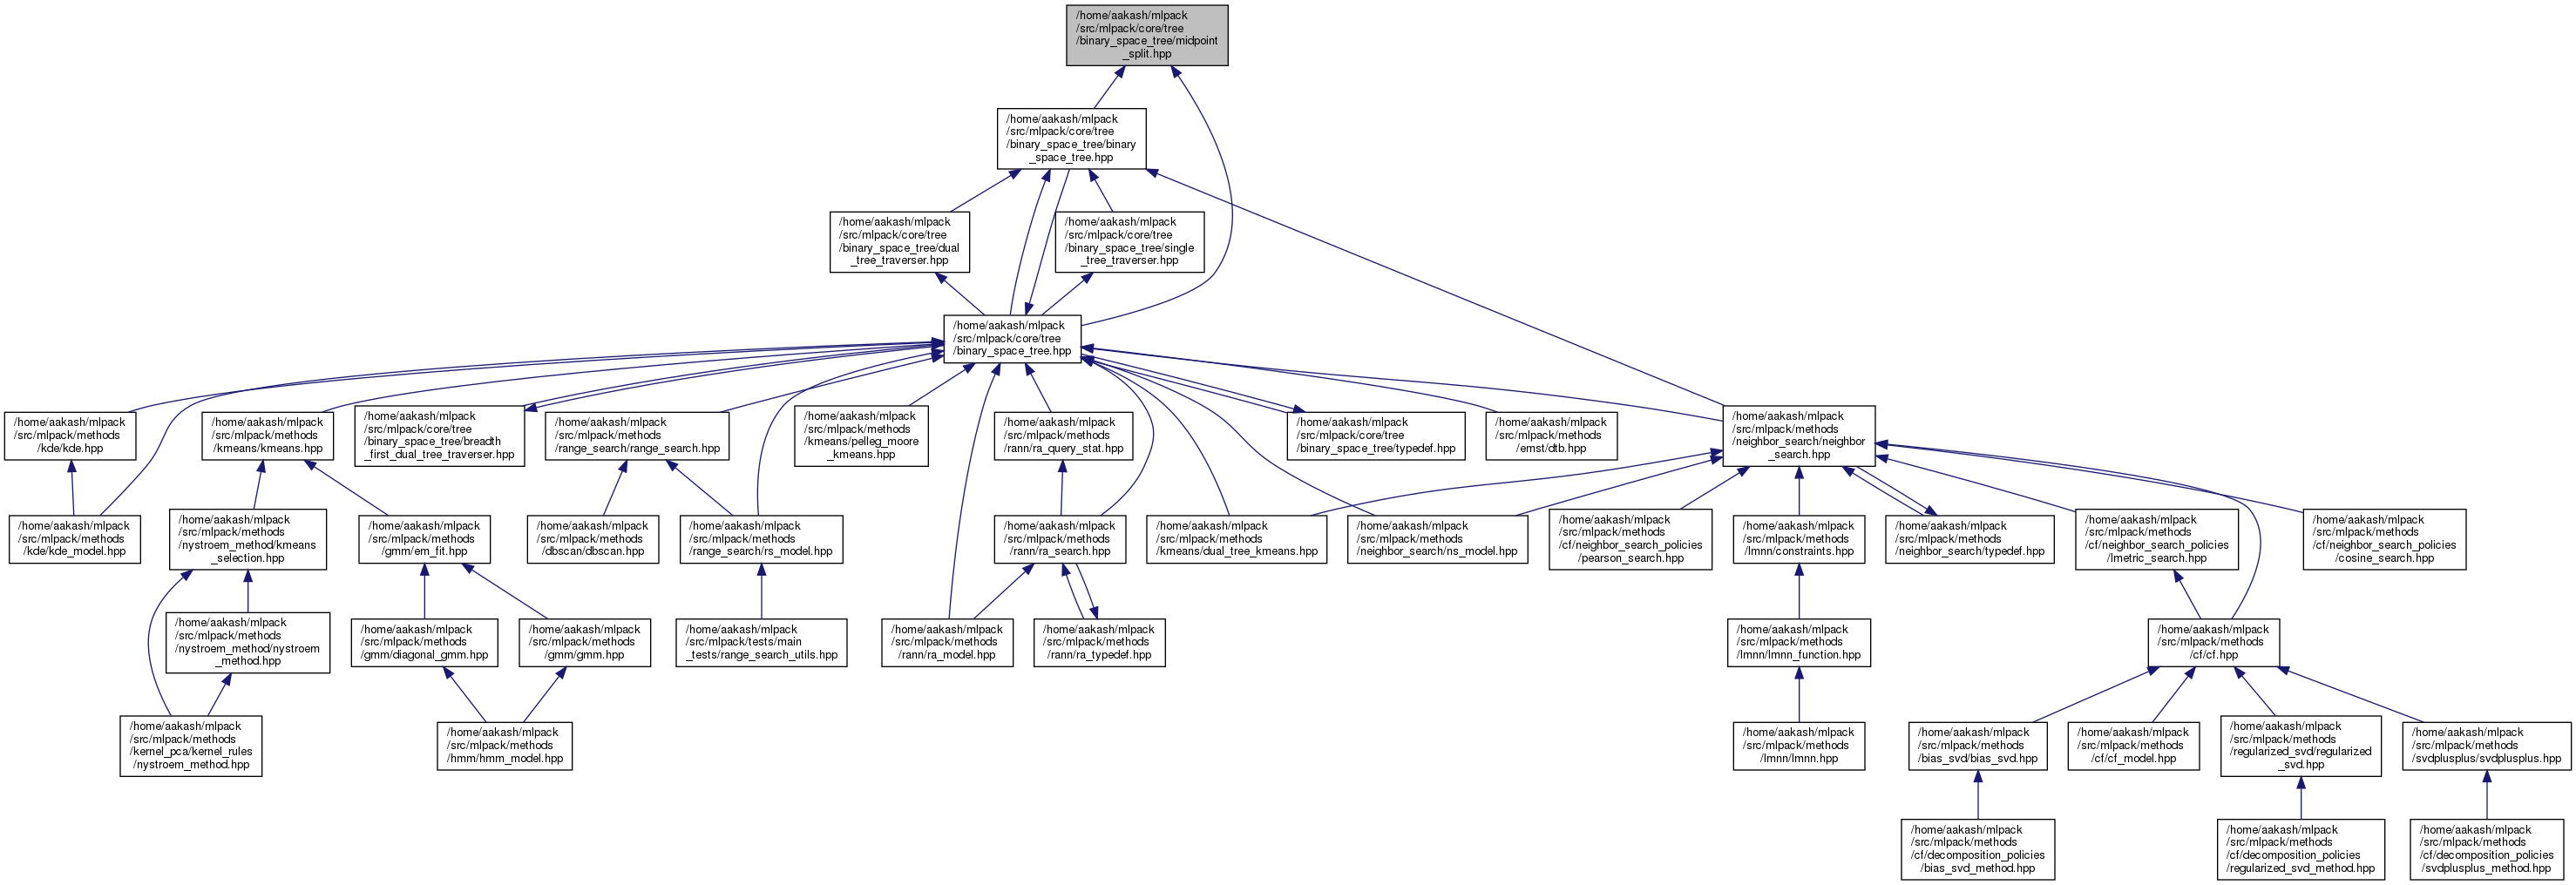 /home/aakash/mlpack
/src/mlpack/core/tree
/binary_space_tree/midpoint
_split.hpp
/home/aakash/mlpack
/src/mlpack/core/tree
/binary_space_tree/binary
_space_tree.hpp
/home/aakash/mlpack
/src/mlpack/core/tree
/binary_space_tree/dual
_tree_traverser.hpp
/home/aakash/mlpack
/src/mlpack/core/tree
/binary_space_tree/single
_tree_traverser.hpp
/home/aakash/mlpack
/src/mlpack/core/tree
/binary_space_tree.hpp
/home/aakash/mlpack
/src/mlpack/methods
/kde/kde.hpp
/home/aakash/mlpack
/src/mlpack/methods
/kmeans/kmeans.hpp
/home/aakash/mlpack
/src/mlpack/core/tree
/binary_space_tree/breadth
_first_dual_tree_traverser.hpp
/home/aakash/mlpack
/src/mlpack/methods
/range_search/range_search.hpp
/home/aakash/mlpack
/src/mlpack/methods
/kmeans/pelleg_moore
_kmeans.hpp
/home/aakash/mlpack
/src/mlpack/methods
/rann/ra_query_stat.hpp
/home/aakash/mlpack
/src/mlpack/core/tree
/binary_space_tree/typedef.hpp
/home/aakash/mlpack
/src/mlpack/methods
/emst/dtb.hpp
/home/aakash/mlpack
/src/mlpack/methods
/neighbor_search/neighbor
_search.hpp
/home/aakash/mlpack
/src/mlpack/methods
/kde/kde_model.hpp
/home/aakash/mlpack
/src/mlpack/methods
/nystroem_method/kmeans
_selection.hpp
/home/aakash/mlpack
/src/mlpack/methods
/gmm/em_fit.hpp
/home/aakash/mlpack
/src/mlpack/methods
/dbscan/dbscan.hpp
/home/aakash/mlpack
/src/mlpack/methods
/range_search/rs_model.hpp
/home/aakash/mlpack
/src/mlpack/methods
/rann/ra_search.hpp
/home/aakash/mlpack
/src/mlpack/methods
/kmeans/dual_tree_kmeans.hpp
/home/aakash/mlpack
/src/mlpack/methods
/neighbor_search/ns_model.hpp
/home/aakash/mlpack
/src/mlpack/methods
/cf/neighbor_search_policies
/pearson_search.hpp
/home/aakash/mlpack
/src/mlpack/methods
/lmnn/constraints.hpp
/home/aakash/mlpack
/src/mlpack/methods
/neighbor_search/typedef.hpp
/home/aakash/mlpack
/src/mlpack/methods
/cf/neighbor_search_policies
/lmetric_search.hpp
/home/aakash/mlpack
/src/mlpack/methods
/cf/neighbor_search_policies
/cosine_search.hpp
/home/aakash/mlpack
/src/mlpack/methods
/nystroem_method/nystroem
_method.hpp
/home/aakash/mlpack
/src/mlpack/methods
/gmm/diagonal_gmm.hpp
/home/aakash/mlpack
/src/mlpack/methods
/gmm/gmm.hpp
/home/aakash/mlpack
/src/mlpack/tests/main
_tests/range_search_utils.hpp
/home/aakash/mlpack
/src/mlpack/methods
/rann/ra_model.hpp
/home/aakash/mlpack
/src/mlpack/methods
/rann/ra_typedef.hpp
/home/aakash/mlpack
/src/mlpack/methods
/lmnn/lmnn_function.hpp
/home/aakash/mlpack
/src/mlpack/methods
/cf/cf.hpp
/home/aakash/mlpack
/src/mlpack/methods
/kernel_pca/kernel_rules
/nystroem_method.hpp
/home/aakash/mlpack
/src/mlpack/methods
/hmm/hmm_model.hpp
/home/aakash/mlpack
/src/mlpack/methods
/lmnn/lmnn.hpp
/home/aakash/mlpack
/src/mlpack/methods
/bias_svd/bias_svd.hpp
/home/aakash/mlpack
/src/mlpack/methods
/cf/cf_model.hpp
/home/aakash/mlpack
/src/mlpack/methods
/regularized_svd/regularized
_svd.hpp
/home/aakash/mlpack
/src/mlpack/methods
/svdplusplus/svdplusplus.hpp
/home/aakash/mlpack
/src/mlpack/methods
/cf/decomposition_policies
/bias_svd_method.hpp
/home/aakash/mlpack
/src/mlpack/methods
/cf/decomposition_policies
/regularized_svd_method.hpp
/home/aakash/mlpack
/src/mlpack/methods
/cf/decomposition_policies
/svdplusplus_method.hpp